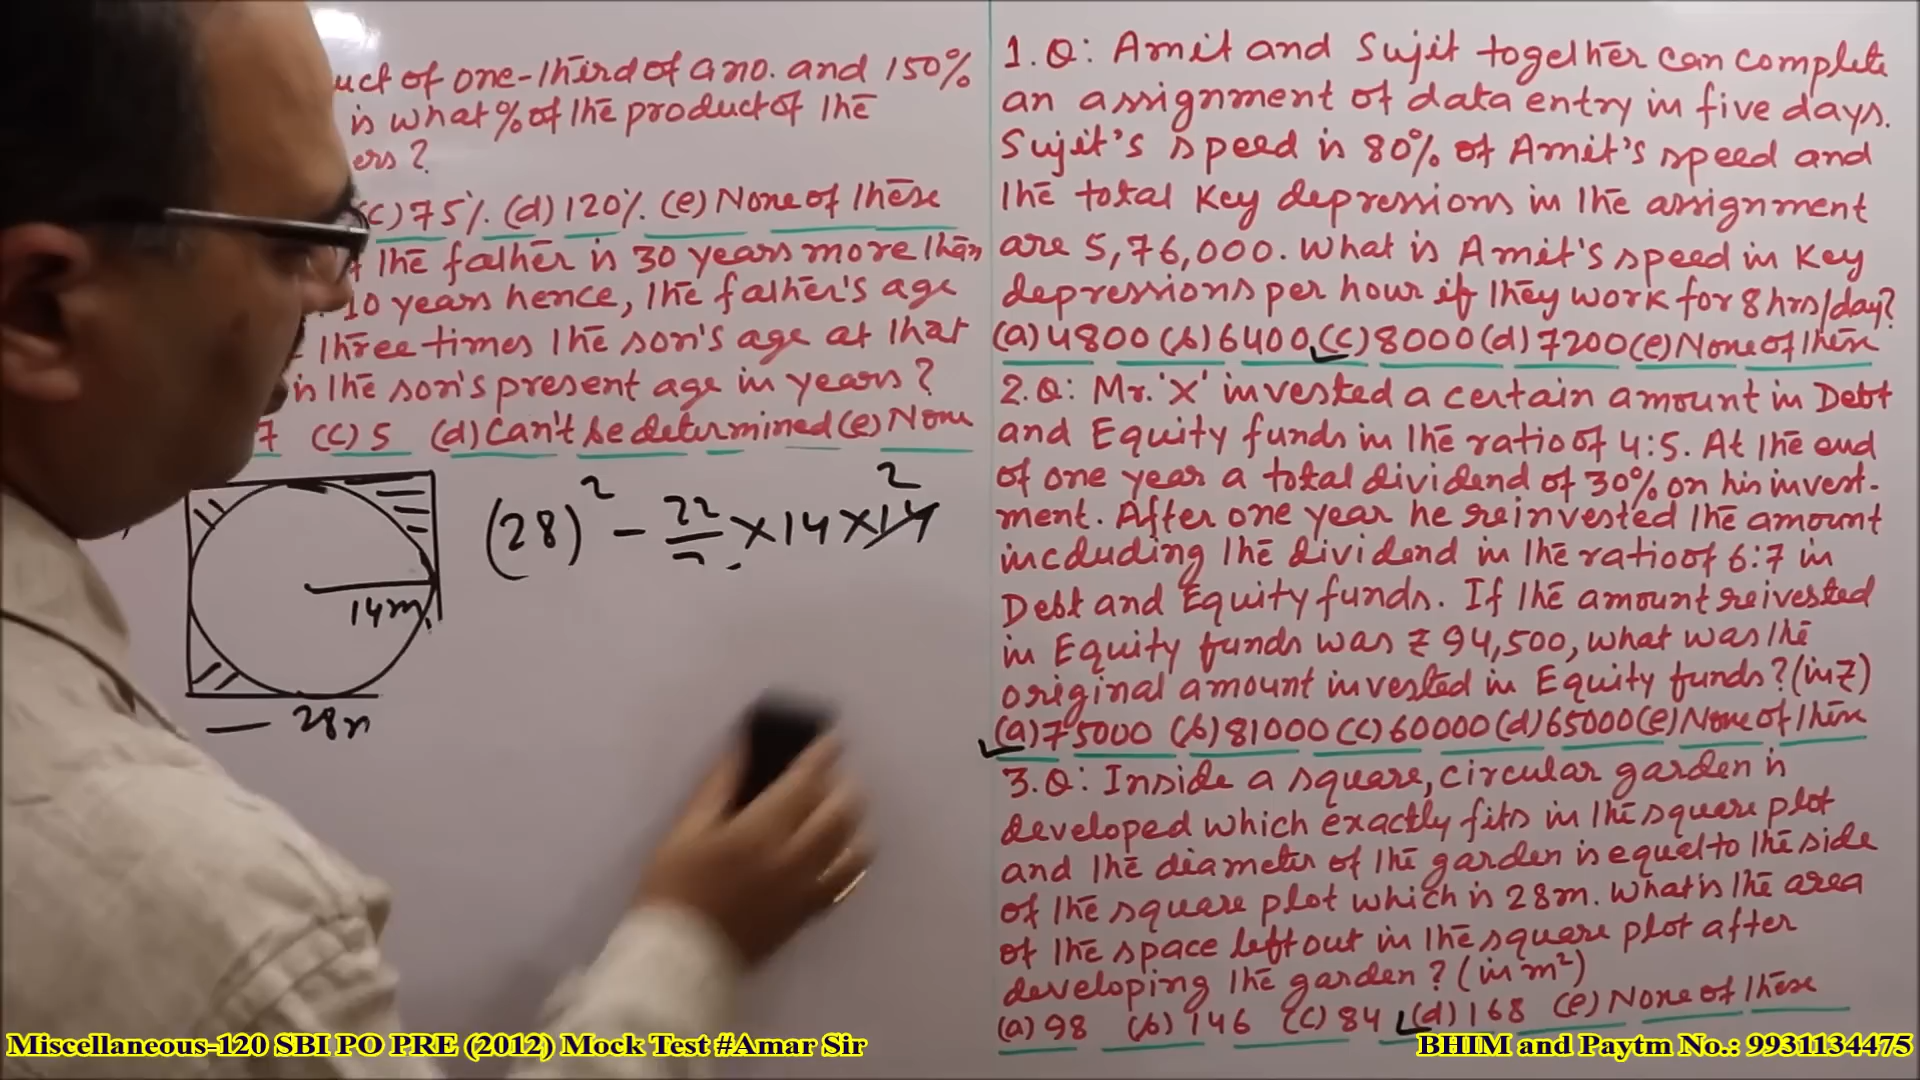 uct of one-third of a no. and 150%
is what % of the product of the
ers?
(c) 75% (d) 120% (e) None of these
the father is 30 years more than
10 years hence, the father's age
three times the son's age at that
in the son's present age in years?
7 (c) 5 (d) Can't be determined (e) None
(28)² - 22/7 × 14 × 14 2
14m
28m
1.Q: Amit and Sujit together can complete
an assignment of data entry in five days.
Sujit's speed is 80% of Amit's speed and
the total Key depressions in the assignment
are 5,76,000. What is Amit's speed in Key
depressions per hour if they work for 8 hrs/day?
(a) 4800 (b) 6400 (c) 8000 (d) 7200 (e) None of these
2.Q: Mr. 'X' invested a certain amount in Debt
and Equity funds in the ratio of 4:5. At the end
of one year a total dividend of 30% on his invest-
ment. After one year he reinvested the amount
including the dividend in the ratio of 6:7 in
Debt and Equity funds. If the amount reivested
in Equity funds was ₹ 94,500, what was the
original amount invested in Equity funds? (in ₹)
(a) 75000 (b) 81000 (c) 60000 (d) 65000 (e) None of these
3.Q: Inside a square, circular garden is
developed which exactly fits in the square plot
and the diameter of the garden is equal to the side
of the square plot which is 28m. What is the area
of the space left out in the square plot after
developing the garden? (in m²)
(a) 98 (b) 146 (c) 84 (d) 168 (e) None of these
Miscellaneous-120 SBI PO PRE (2012) Mock Test #Amar Sir
BHIM and Paytm No.: 9931134475